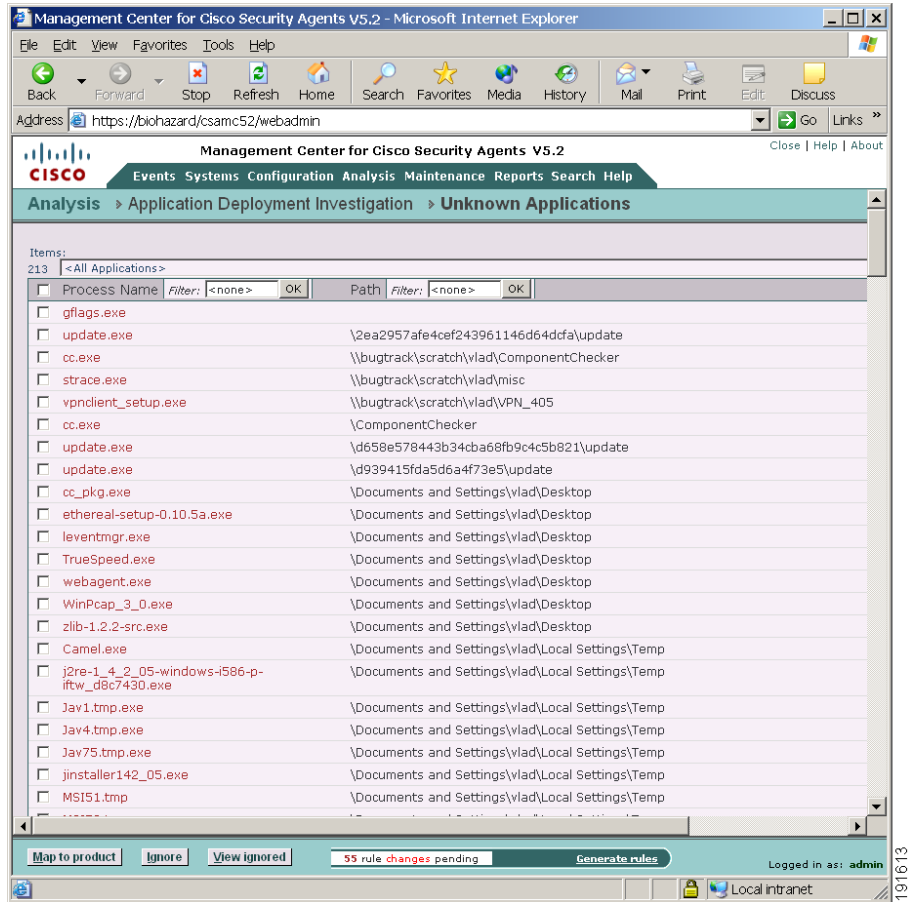 Management Center for Cisco Security Agents V5.2 - Microsoft Internet Explorer
File Edit View Favorites Tools Help
Back Forward Stop Refresh Home Search Favorites Media History Mail Print Edit Discuss
Address https://biohazard/csamc52/webadmin Go Links »
Management Center for Cisco Security Agents V5.2 Close | Help | About
CISCO Events Systems Configuration Analysis Maintenance Reports Search Help
Analysis > Application Deployment Investigation > Unknown Applications
Items:
213 <All Applications>
Process Name Filter: <none> OK Path Filter: <none> OK
gflags.exe
update.exe \2ea2957afe4cef243961146d64dcfa\update
cc.exe \\bugtrack\scratch\vlad\ComponentChecker
strace.exe \\bugtrack\scratch\vlad\misc
vpnclient_setup.exe \\bugtrack\scratch\vlad\VPN_405
cc.exe \ComponentChecker
update.exe \d658e578443b34cba68fb9c4c5b821\update
update.exe \d939415fda5d6a4f73e5\update
cc_pkg.exe \Documents and Settings\vlad\Desktop
ethereal-setup-0.10.5a.exe \Documents and Settings\vlad\Desktop
leventmgr.exe \Documents and Settings\vlad\Desktop
TrueSpeed.exe \Documents and Settings\vlad\Desktop
webagent.exe \Documents and Settings\vlad\Desktop
WinPcap_3_0.exe \Documents and Settings\vlad\Desktop
zlib-1.2.2-src.exe \Documents and Settings\vlad\Desktop
Camel.exe \Documents and Settings\vlad\Local Settings\Temp
j2re-1_4_2_05-windows-i586-p- \Documents and Settings\vlad\Local Settings\Temp
iftw_d8c7430.exe
Jav1.tmp.exe \Documents and Settings\vlad\Local Settings\Temp
Jav4.tmp.exe \Documents and Settings\vlad\Local Settings\Temp
Jav75.tmp.exe \Documents and Settings\vlad\Local Settings\Temp
jinstaller142_05.exe \Documents and Settings\vlad\Local Settings\Temp
MSI51.tmp \Documents and Settings\vlad\Local Settings\Temp
Map to product Ignore View ignored 55 rule changes pending Generate rules Logged in as: admin
Local intranet
191613